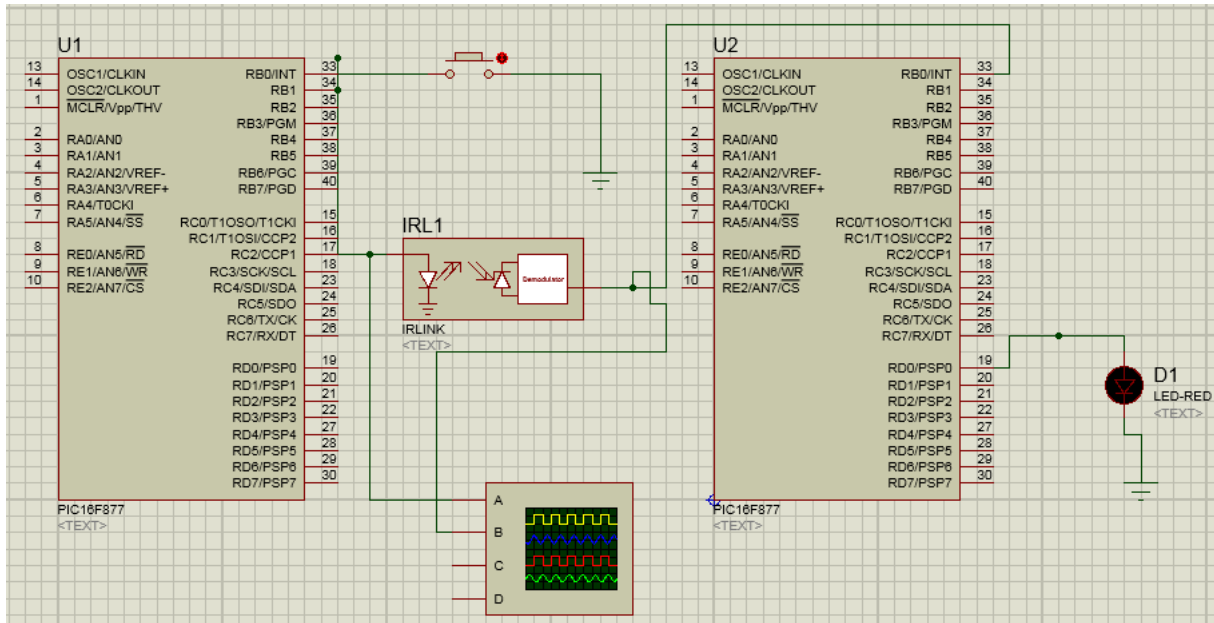 U1
13 OSC1/CLKIN RB0/INT 33
14 OSC2/CLKOUT RB1 34
1 MCLR/Vpp/THV RB2 35
RB3/PGM 36
2 RA0/AN0 RB4 37
3 RA1/AN1 RB5 38
4 RA2/AN2/VREF- RB6/PGC 39
5 RA3/AN3/VREF+ RB7/PGD 40
6 RA4/T0CKI
7 RA5/AN4/SS RC0/T1OSO/T1CKI 15
RC1/T1OSI/CCP2 16
8 RE0/AN5/RD RC2/CCP1 17
9 RE1/AN6/WR RC3/SCK/SCL 18
10 RE2/AN7/CS RC4/SDI/SDA 23
RC5/SDO 24
RC6/TX/CK 25
RC7/RX/DT 26
RD0/PSP0 19
RD1/PSP1 20
RD2/PSP2 21
RD3/PSP3 22
RD4/PSP4 27
RD5/PSP5 28
RD6/PSP6 29
RD7/PSP7 30
PIC16F877
<TEXT>
IRL1
Demodulator
IRLINK
<TEXT>
A
B
C
D
U2
13 OSC1/CLKIN RB0/INT 33
14 OSC2/CLKOUT RB1 34
1 MCLR/Vpp/THV RB2 35
RB3/PGM 36
2 RA0/AN0 RB4 37
3 RA1/AN1 RB5 38
4 RA2/AN2/VREF- RB6/PGC 39
5 RA3/AN3/VREF+ RB7/PGD 40
6 RA4/T0CKI
7 RA5/AN4/SS RC0/T1OSO/T1CKI 15
RC1/T1OSI/CCP2 16
8 RE0/AN5/RD RC2/CCP1 17
9 RE1/AN6/WR RC3/SCK/SCL 18
10 RE2/AN7/CS RC4/SDI/SDA 23
RC5/SDO 24
RC6/TX/CK 25
RC7/RX/DT 26
RD0/PSP0 19
RD1/PSP1 20
RD2/PSP2 21
RD3/PSP3 22
RD4/PSP4 27
RD5/PSP5 28
RD6/PSP6 29
RD7/PSP7 30
PIC16F877
<TEXT>
D1
LED-RED
<TEXT>